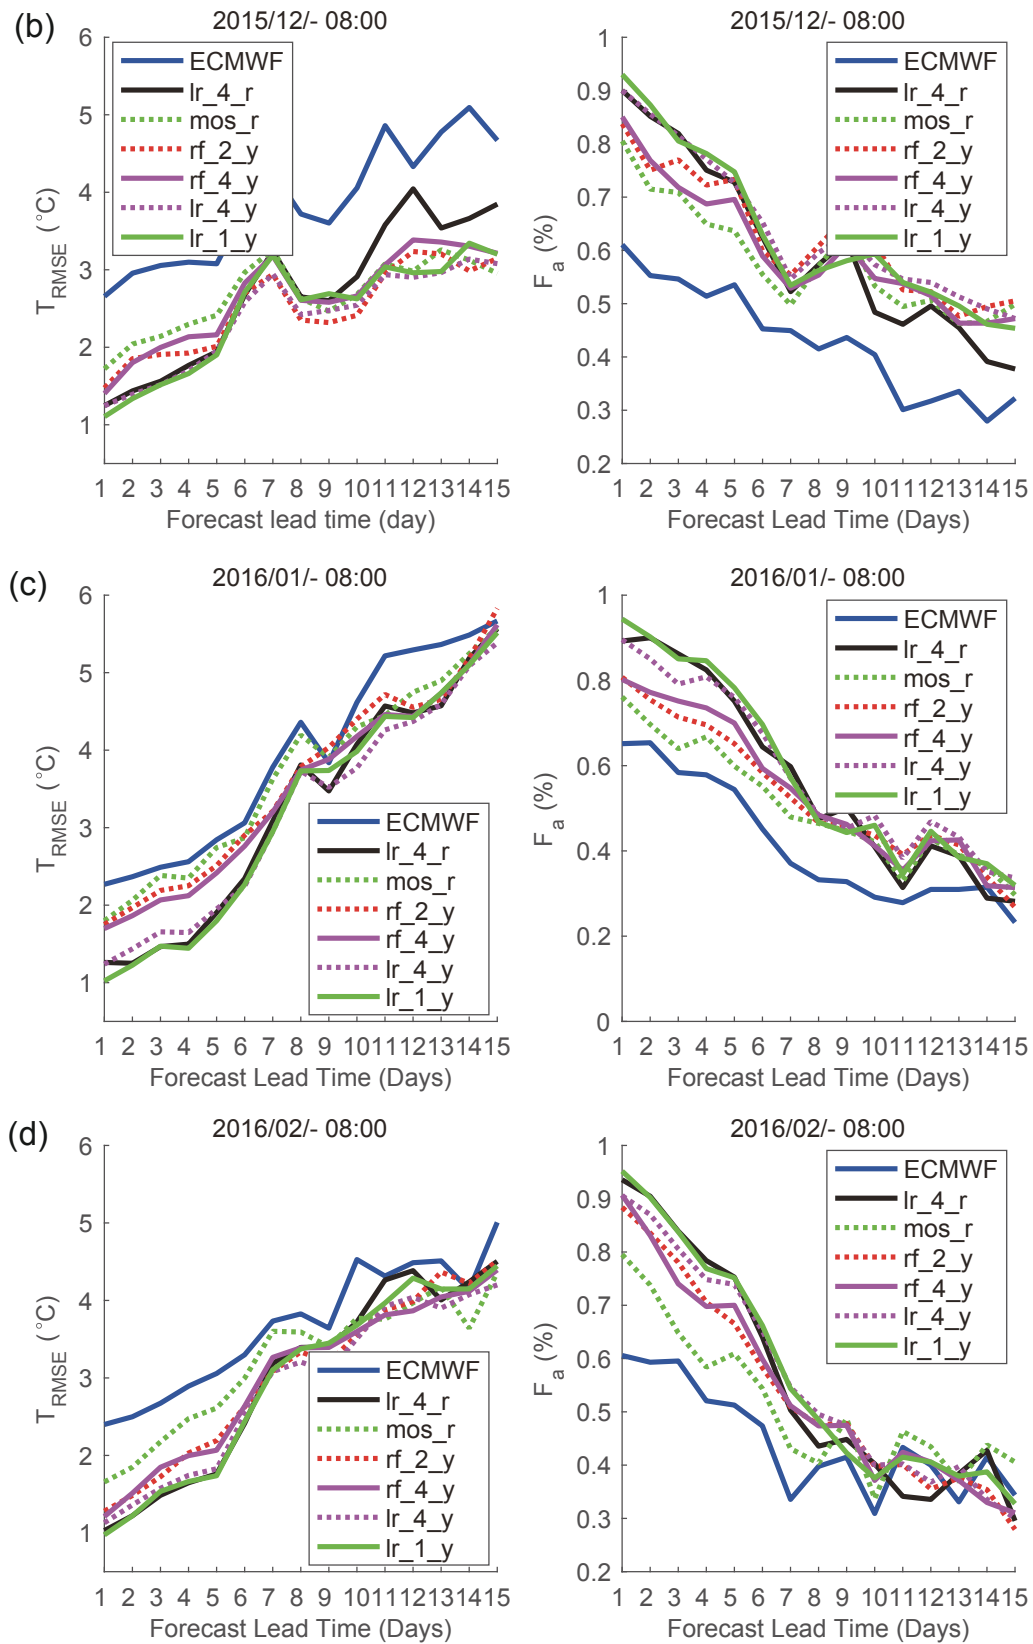 (b)
2015/12/- 08:00
6
5
4
3
2
1
T_RMSE (°C)
ECMWF
lr_4_r
mos_r
rf_2_y
rf_4_y
lr_4_y
lr_1_y
1 2 3 4 5 6 7 8 9 10 11 12 13 14 15
Forecast lead time (day)
2015/12/- 08:00
1
0.9
0.8
0.7
0.6
0.5
0.4
0.3
0.2
F_a (%)
ECMWF
lr_4_r
mos_r
rf_2_y
rf_4_y
lr_4_y
lr_1_y
1 2 3 4 5 6 7 8 9 10 11 12 13 14 15
Forecast Lead Time (Days)
(c)
2016/01/- 08:00
6
5
4
3
2
1
T_RMSE (°C)
ECMWF
lr_4_r
mos_r
rf_2_y
rf_4_y
lr_4_y
lr_1_y
1 2 3 4 5 6 7 8 9 10 11 12 13 14 15
Forecast Lead Time (Days)
2016/01/- 08:00
1
0.8
0.6
0.4
0.2
0
F_a (%)
ECMWF
lr_4_r
mos_r
rf_2_y
rf_4_y
lr_4_y
lr_1_y
1 2 3 4 5 6 7 8 9 10 11 12 13 14 15
Forecast Lead Time (Days)
(d)
2016/02/- 08:00
6
5
4
3
2
1
T_RMSE (°C)
ECMWF
lr_4_r
mos_r
rf_2_y
rf_4_y
lr_4_y
lr_1_y
1 2 3 4 5 6 7 8 9 10 11 12 13 14 15
Forecast Lead Time (Days)
2016/02/- 08:00
1
0.9
0.8
0.7
0.6
0.5
0.4
0.3
0.2
F_a (%)
ECMWF
lr_4_r
mos_r
rf_2_y
rf_4_y
lr_4_y
lr_1_y
1 2 3 4 5 6 7 8 9 10 11 12 13 14 15
Forecast Lead Time (Days)